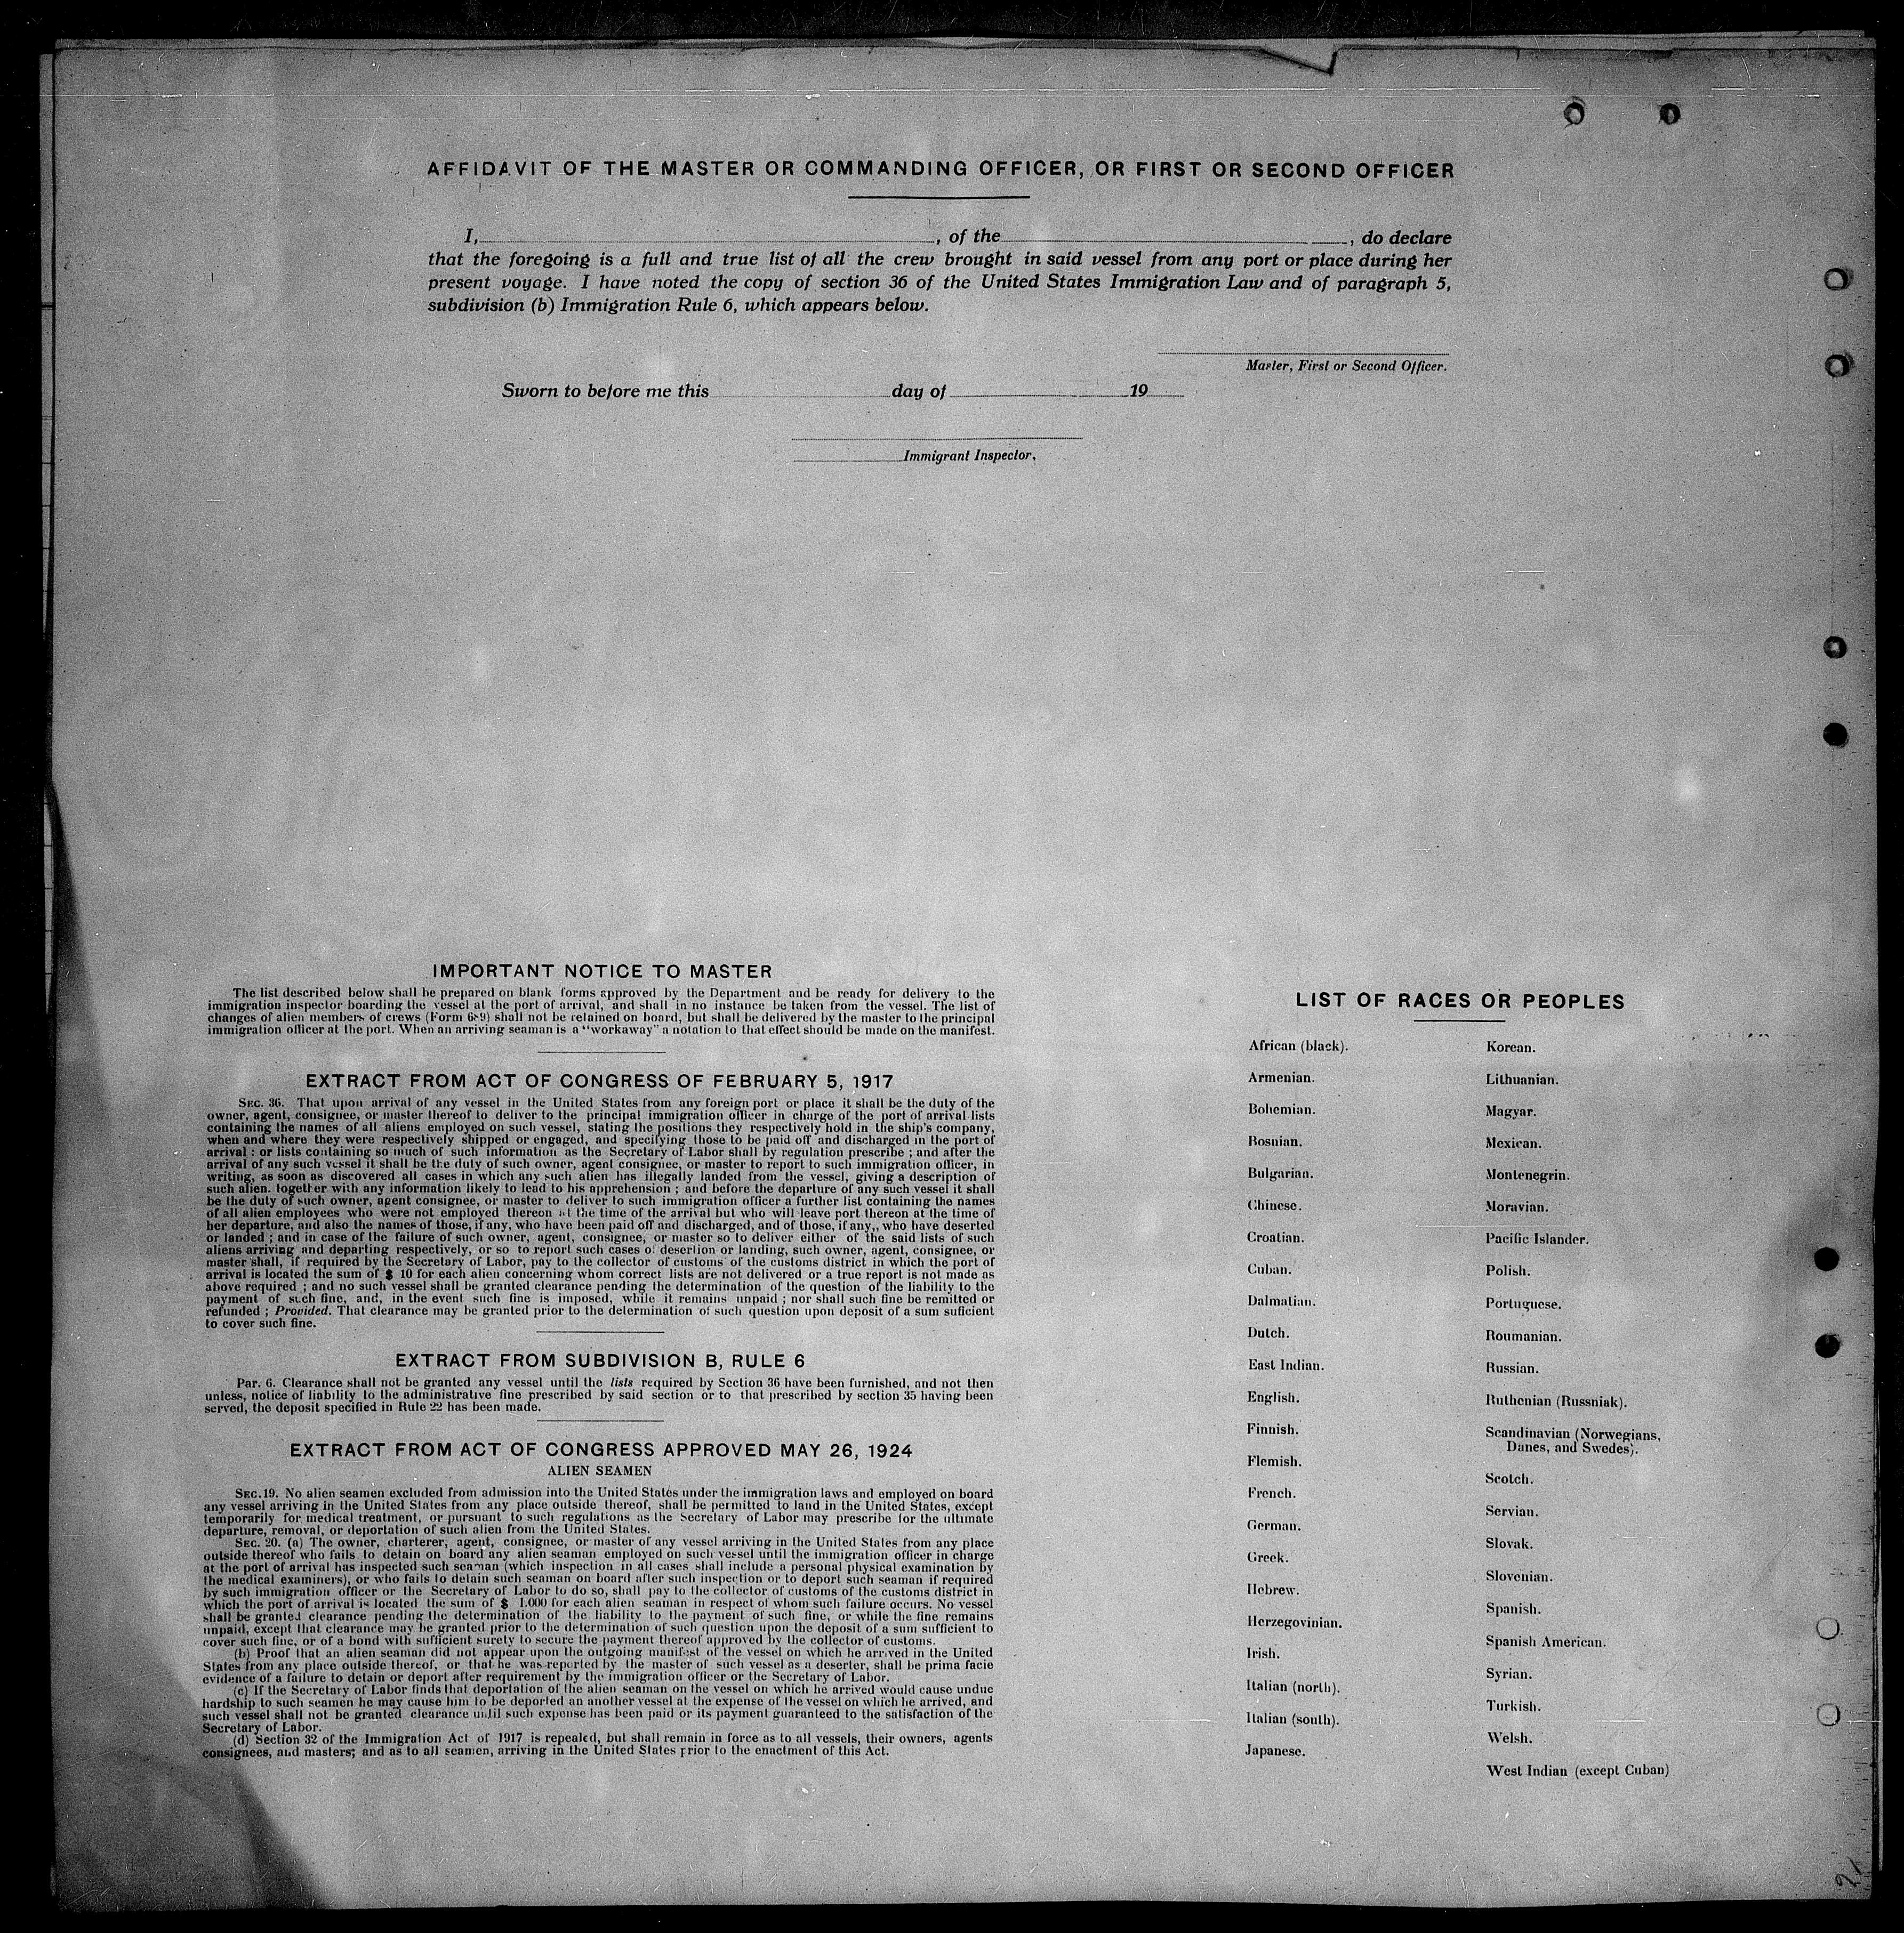 AFFIDAVIT OF THE MASTER OR COMMANDING OFFICER, OR FIRST OR SECOND OFFICER
I, , of the , do declare
that the foregoing is a full and true list of all the crew brought in said vessel from any port or place during her
present voyage. I have noted the copy of section 36 of the United States Immigration Law and of paragraph 5,
subdivision (b) Immigration Rule 6, which appears below.
Master, First or Second Officer.
Sworn to before me this day of 19
Immigrant Inspector,
IMPORTANT NOTICE TO MASTER
The list described below shall be prepared on blank forms approved by the Department and be ready for delivery to the
immigration inspector boarding the vessel at the port of arrival, and shall in no instance be taken from the vessel. The list of
changes of alien members of crews (Form 689) shall not be retained on board, but shall be delivered by the master to the principal
immigration officer at the port. When an arriving seaman is a "workaway" a notation to that effect should be made on the manifest.
EXTRACT FROM ACT OF CONGRESS OF FEBRUARY 5, 1917
SEC. 36. That upon arrival of any vessel in the United States from any foreign port or place it shall be the duty of the
owner, agent, consignee, or master thereof to deliver to the principal immigration officer in charge of the port of arrival lists
containing the names of all aliens employed on such vessel, stating the positions they respectively hold in the ship's company,
when and where they were respectively shipped or engaged, and specifying those to be paid off and discharged in the port of
arrival : or lists containing so much of such information as the Secretary of Labor shall by regulation prescribe ; and after the
arrival of any such vessel it shall be the duty of such owner, agent consignee, or master to report to such immigration officer, in
writing, as soon as discovered all cases in which any such alien has illegally landed from the vessel, giving a description of
such alien. together with any information likely to lead to his apprehension ; and before the departure of any such vessel it shall
be the duty of such owner, agent consignee, or master to deliver to such immigration officer a further list containing the names
of all alien employees who were not employed thereon at the time of the arrival but who will leave port thereon at the time of
her departure, and also the names of those, if any, who have been paid off and discharged, and of those, if any,, who have deserted
or landed ; and in case of the failure of such owner, agent, consignee, or master so to deliver either of the said lists of such
aliens arriving and departing respectively, or so to report such cases of desertion or landing, such owner, agent, consignee, or
master shall, if required by the Secretary of Labor, pay to the collector of customs of the customs district in which the port of
arrival is located the sum of $ 10 for each alien concerning whom correct lists are not delivered or a true report is not made as
above required ; and no such vessel shall be granted clearance pending the determination of the question of the liability to the
payment of such fine, and, in the event such fine is imposed, while it remains unpaid ; nor shall such fine be remitted or
refunded ; Provided. That clearance may be granted prior to the determination of such question upon deposit of a sum suficient
to cover such fine.
EXTRACT FROM SUBDIVISION B, RULE 6
Par. 6. Clearance shall not be granted any vessel until the lists required by Section 36 have been furnished, and not then
unless, notice of liability to the administrative fine prescribed by said section or to that prescribed by section 35 having been
served, the deposit specified in Rule 22 has been made.
EXTRACT FROM ACT OF CONGRESS APPROVED MAY 26, 1924
ALIEN SEAMEN
SEC.19. No alien seamen excluded from admission into the United States under the immigration laws and employed on board
any vessel arriving in the United States from any place outside thereof, shall be permitted to land in the United States, except
temporarily for medical treatment, or pursuant to such regulations as the Secretary of Labor may prescribe for the ultimate
departure, removal, or deportation of such alien from the United States.
SEC. 20. (a) The owner, charterer, agent, consignee, or master of any vessel arriving in the United States from any place
outside thereof who fails to detain on board any alien seaman employed on such vessel until the immigration officer in charge
at the port of arrival has inspected such seaman (which inspection in all cases shall include a personal physical examination by
the medical examiners), or who fails to detain such seaman on board after such inspection or to deport such seaman if required
by such immigration officer or the Secretary of Labor to do so, shall pay to the collector of customs of the customs district in
which the port of arrival is located the sum of $ 1.000 for each alien seaman in respect of whom such failure occurs. No vessel
shall be granted clearance pending the determination of the liability to the payment of such fine, or while the fine remains
unpaid, except that clearance may be granted prior to the determination of such question upon the deposit of a sum sufficient to
cover such fine, or of a bond with sufficient surety to secure the payment thereof approved by the collector of customs.
(b) Proof that an alien seaman did not appear upon the outgoing manifest of the vessel on which he arrived in the United
States from any place outside thereof, or that he was reported by the master of such vessel as a deserter, shall be prima facie
evidence of a failure to detain or deport after requirement by the immigration officer or the Secretary of Labor.
(c) If the Secretary of Labor finds that deportation of the alien seaman on the vessel on which he arrived would cause undue
hardship to such seamen he may cause him to be deported an another vessel at the expense of the vessel on which he arrived, and
such vessel shall not be granted clearance until such expense has been paid or its payment guaranteed to the satisfaction of the
Secretary of Labor.
(d) Section 32 of the Immigration Act of 1917 is repealed, but shall remain in force as to all vessels, their owners, agents
consignees, and masters; and as to all seamen, arriving in the United States prior to the enactment of this Act.
LIST OF RACES OR PEOPLES
African (black).
Armenian.
Bohemian.
Bosnian.
Bulgarian.
Chinese.
Croatian.
Cuban.
Dalmatian.
Dutch.
East Indian.
English.
Finnish.
Flemish.
French.
German.
Greek.
Hebrew.
Herzegovinian.
Irish.
Italian (north).
Italian (south).
Japanese.
Korean.
Lithuanian.
Magyar.
Mexican.
Montenegrin.
Moravian.
Pacific Islander.
Polish.
Portuguese.
Roumanian.
Russian.
Ruthenian (Russniak).
Scandinavian (Norwegians,
Danes, and Swedes).
Scotch.
Servian.
Slovak.
Slovenian.
Spanish.
Spanish American.
Syrian.
Turkish.
Welsh.
West Indian (except Cuban)